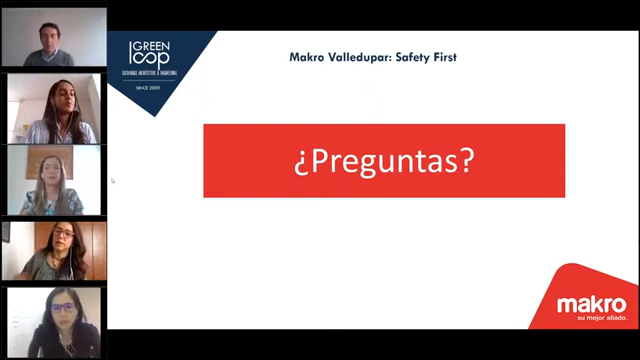 GREEN
loop
SUSTAINABLE ARCHITECTURE & ENGINEERING
SINCE 2009
Makro Valledupar: Safety First
¿Preguntas?
makro
su mejor aliado.